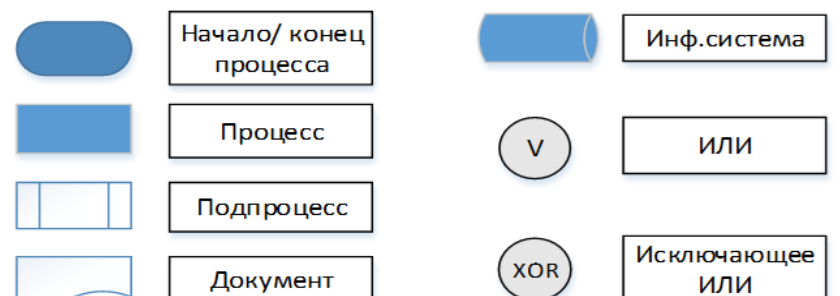 Начало/ конец
процесса
Процесс
Подпроцесс
Документ
Инф.система
V
ИЛИ
XOR
Исключающее
ИЛИ